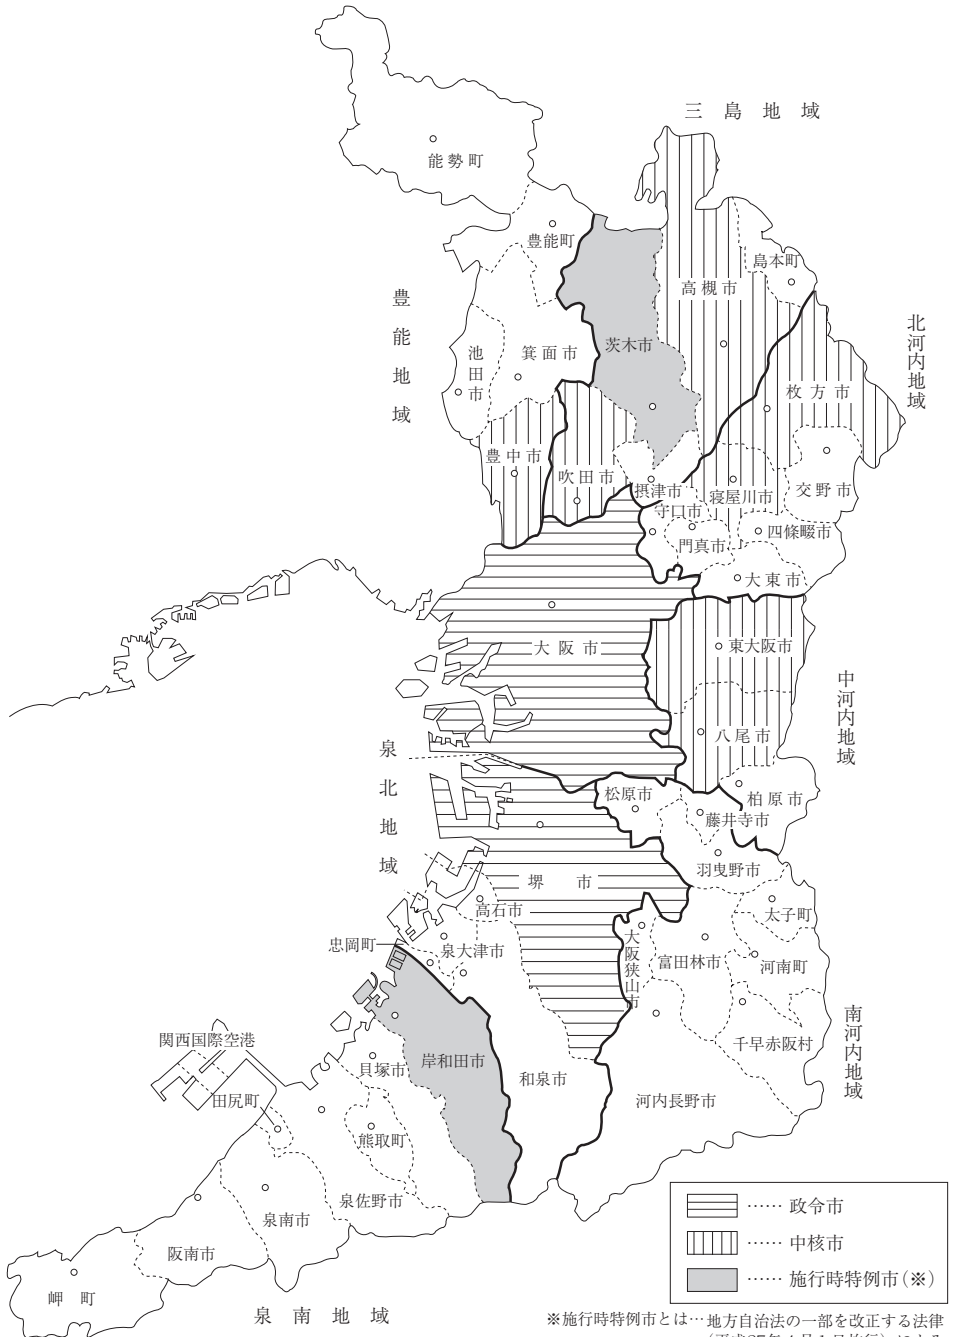 三島地域
能勢町
豊能町
島本町
高槻市
豊能地域
北河内地域
茨木市
箕面市
池田市
枚方市
豊中市
吹田市
摂津市
寝屋川市
交野市
守口市
門真市
四條畷市
大東市
大阪市
東大阪市
中河内地域
八尾市
泉北地域
松原市
柏原市
藤井寺市
羽曳野市
堺市
高石市
太子町
忠岡町
泉大津市
大阪狭山市
富田林市
河南町
南河内地域
関西国際空港
千早赤阪村
貝塚市
岸和田市
和泉市
田尻町
河内長野市
熊取町
泉佐野市
泉南市
阪南市
岬町
泉南地域
……政令市
……中核市
……施行時特例市(※)
※施行時特例市とは…地方自治法の一部を改正する法律